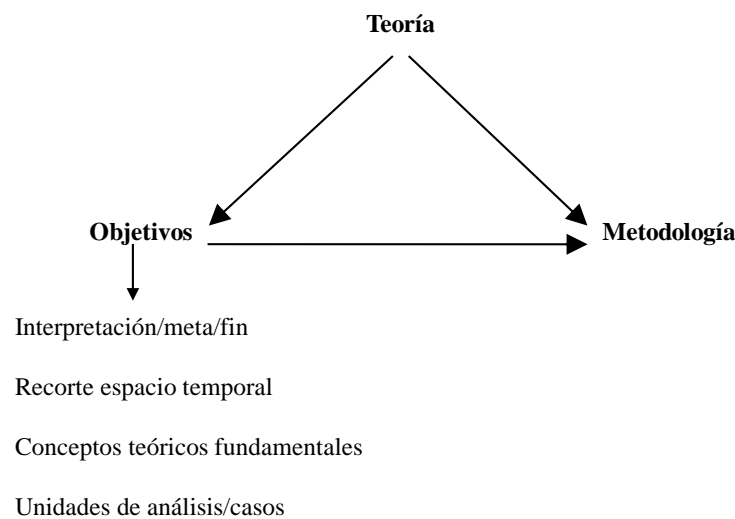 Teoría
Objetivos
Metodología
Interpretación/meta/fin
Recorte espacio temporal
Conceptos teóricos fundamentales
Unidades de análisis/casos